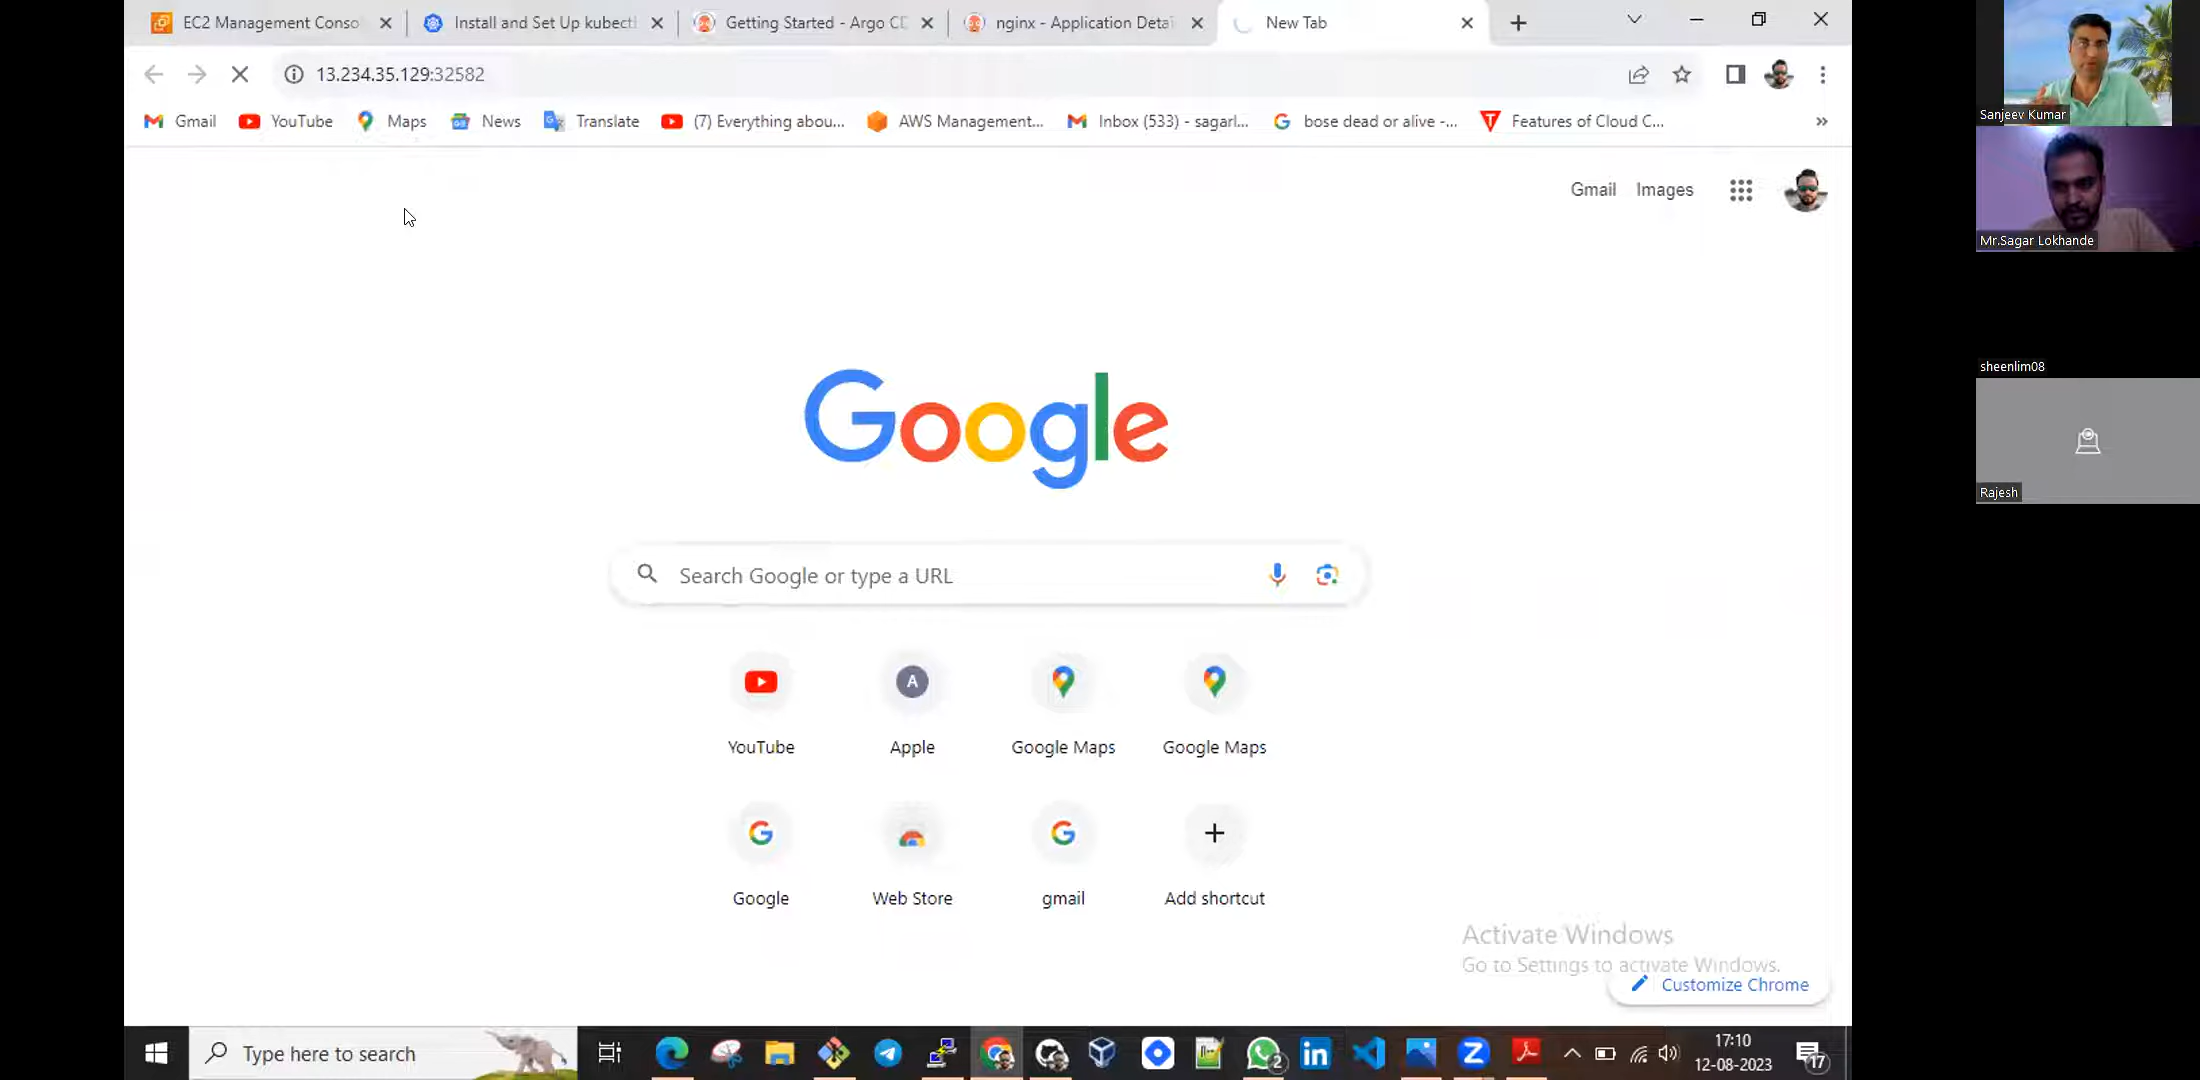 EC2 Management Conso
Install and Set Up kubectl
Getting Started - Argo CD
nginx - Application Detai
New Tab
13.234.35.129:32582
Gmail
YouTube
Maps
News
Translate
(7) Everything abou...
AWS Management...
Inbox (533) - sagarl...
bose dead or alive -...
Features of Cloud C...
»
Gmail
Images
Google
Search Google or type a URL
A
YouTube
Apple
Google Maps
Google Maps
Google
Web Store
gmail
Add shortcut
Activate Windows
Go to Settings to activate Windows.
Customize Chrome
Type here to search
2
17:10
12-08-2023
17
Sanjeev Kumar
Mr.Sagar Lokhande
sheenlim08
Rajesh